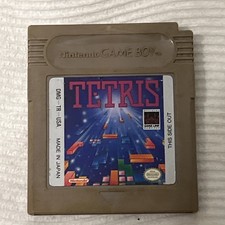 Nintendo GAME BOY
TETRIS
DMG-TR-USA
MADE IN JAPAN
THIS SIDE OUT